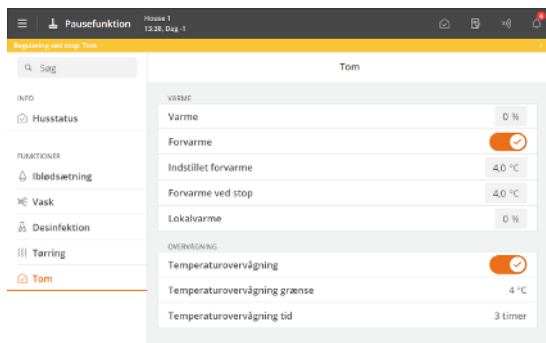 Pausefunktion
House 1
13:38, Dag -1
4
Regulering ved stop: Tom
Søg
Tom
INFO
Husstatus
FUNKTIONER
Iblødsætning
Vask
Desinfektion
Tørring
Tom
VARME
Varme 0 %
Forvarme
Indstillet forvarme 4,0 °C
Forvarme ved stop 4,0 °C
Lokalvarme 0 %
OVERVÅGNING
Temperaturovervågning
Temperaturovervågning grænse 4 °C
Temperaturovervågning tid 3 timer